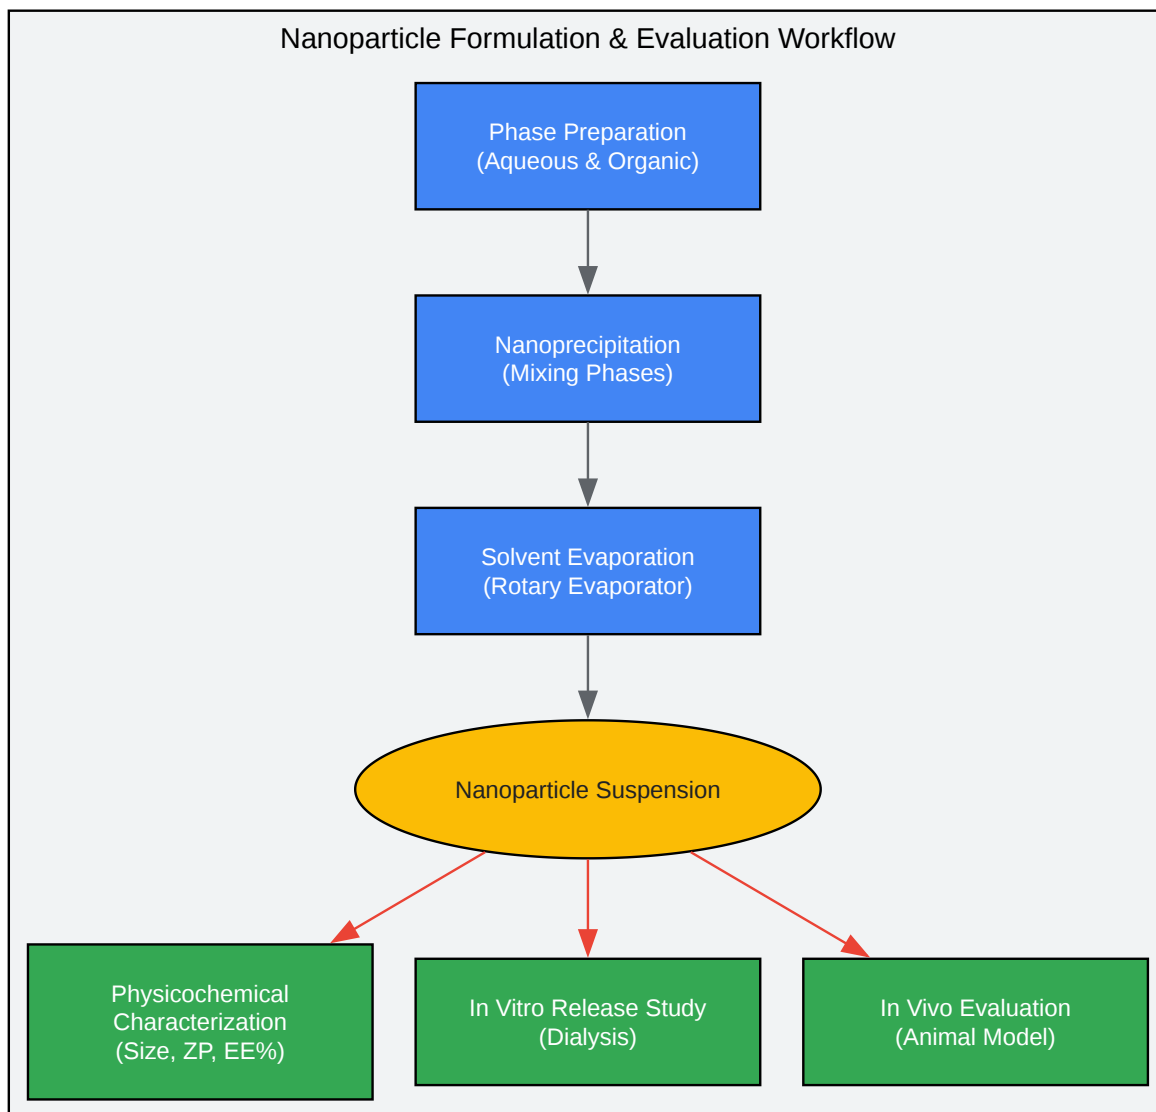 Nanoparticle Formulation & Evaluation Workflow
Phase Preparation
(Aqueous & Organic)
Nanoprecipitation
(Mixing Phases)
Solvent Evaporation
(Rotary Evaporator)
Nanoparticle Suspension
Physicochemical
Characterization
(Size, ZP, EE%)
In Vitro Release Study
(Dialysis)
In Vivo Evaluation
(Animal Model)